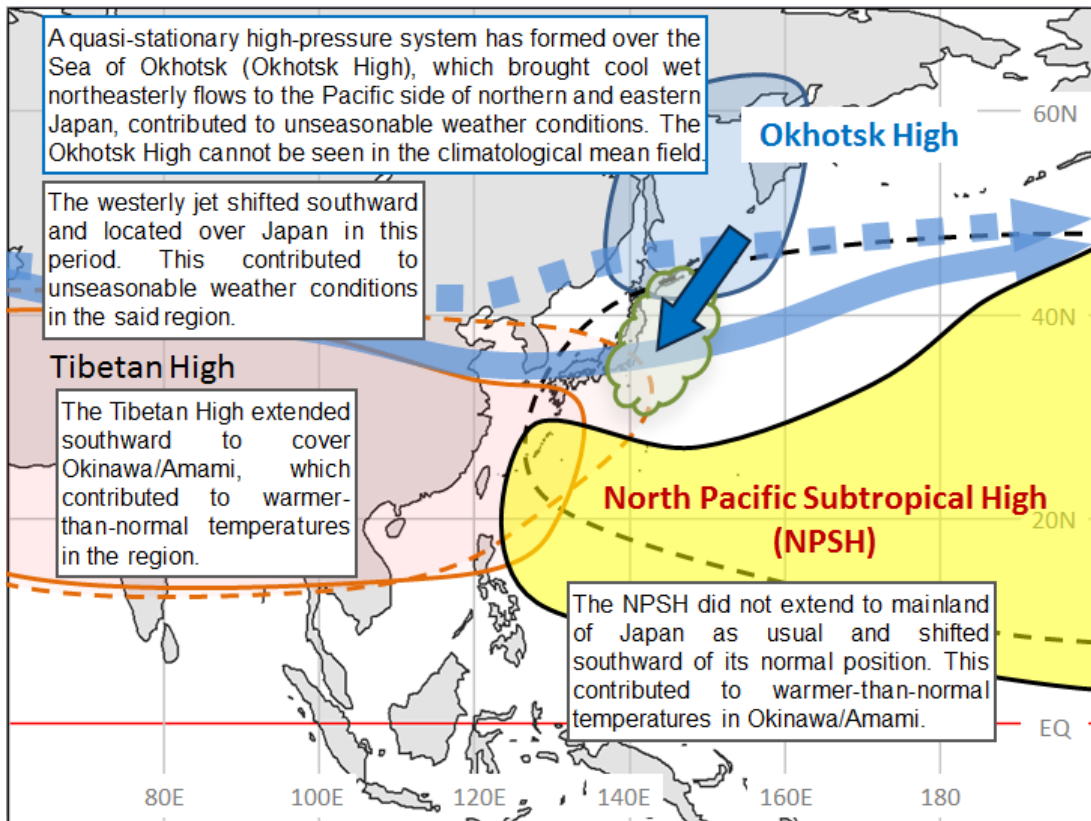 A quasi-stationary high-pressure system has formed over the
Sea of Okhotsk (Okhotsk High), which brought cool wet
northeasterly flows to the Pacific side of northern and eastern
Japan, contributed to unseasonable weather conditions. The
Okhotsk High cannot be seen in the climatological mean field.
60N
Okhotsk High
The westerly jet shifted southward
and located over Japan in this
period. This contributed to
unseasonable weather conditions
in the said region.
40N
Tibetan High
The Tibetan High extended
southward to cover
Okinawa/Amami, which
contributed to warmer-
than-normal temperatures
in the region.
North Pacific Subtropical High
(NPSH)
20N
The NPSH did not extend to mainland
of Japan as usual and shifted
southward of its normal position. This
contributed to warmer-than-normal
temperatures in Okinawa/Amami.
EQ
80E 100E 120E 140E 160E 180